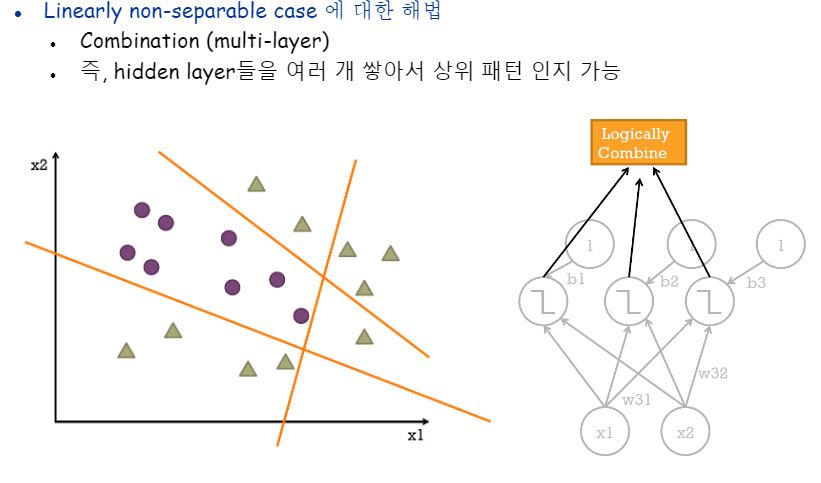 Linearly non-separable case 에 대한 해법
Combination (multi-layer)
즉, hidden layer들을 여러 개 쌓아서 상위 패턴 인지 가능
Logically
Combine
x2
1
1
1
b1
b2
b3
w32
w31
x1
x1
x2